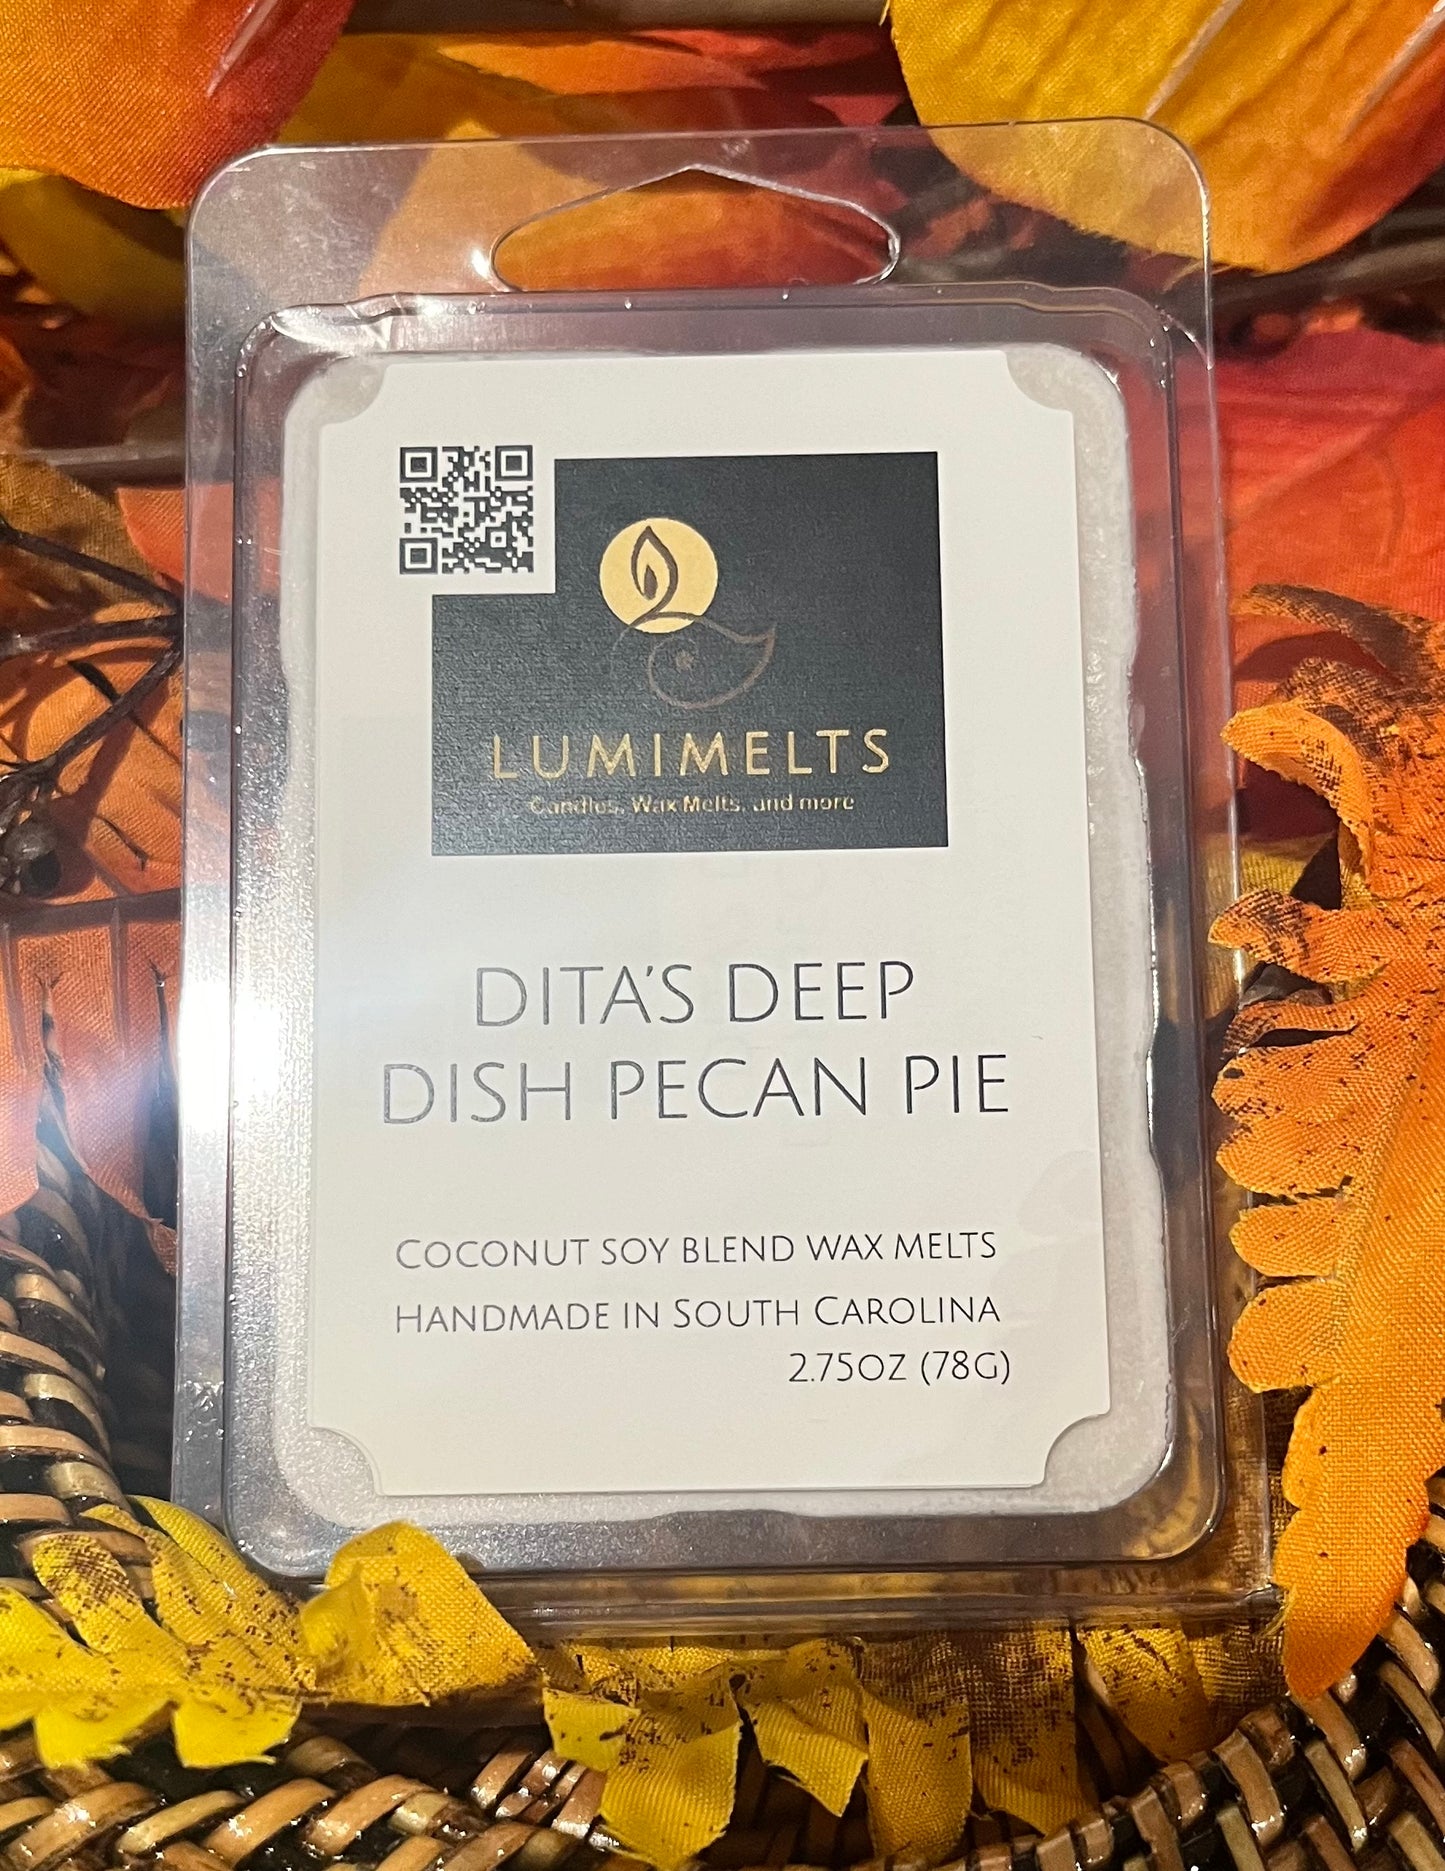 LUMIMELTS
Candles, Wax Melts, and more
DITA'S DEEP
DISH PECAN PIE
COCONUT SOY BLEND WAX MELTS
HANDMADE IN SOUTH CAROLINA
2.75OZ (78G)